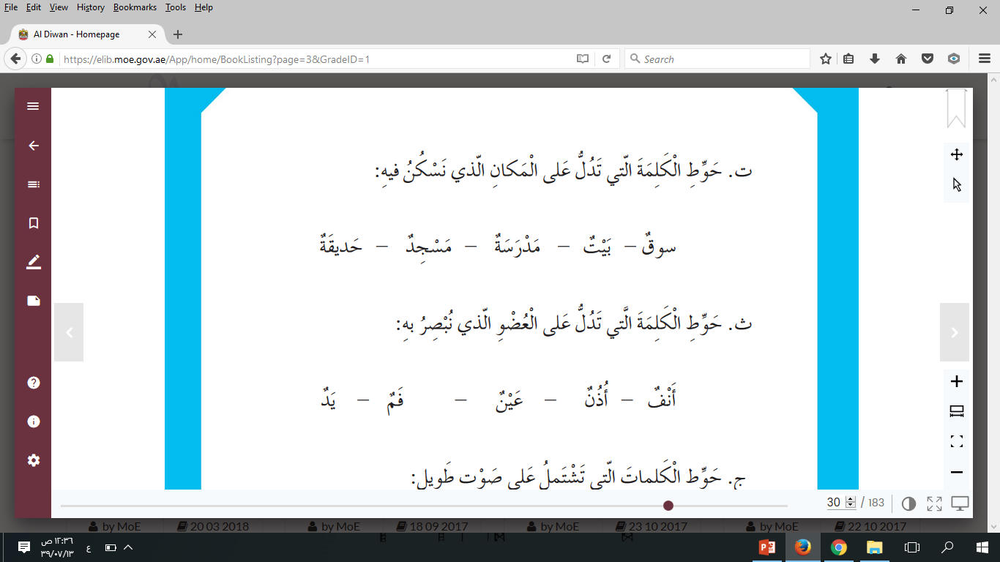 File Edit View History Bookmarks Tools Help
Al Diwan - Homepage
https://elib.moe.gov.ae/App/home/BookListing?page=3&GradeID=1
Search
ت. حَوِّطِ الْكَلِمَةَ الّتي تَدُلُّ عَلى الْمَكانِ الّذي نَسْكُنُ فيهِ:
سوقٌ – بَيْتٌ – مَدْرَسَةٌ – مَسْجِدٌ – حَديقَةٌ
ث. حَوِّطِ الْكَلِمَةَ الَّتي تَدُلُّ عَلى الْعُضْوِ الّذي نُبْصِرُ بهِ:
أَنْفٌ – أُذُنٌ – عَيْنٌ – فَمٌ – يَدٌ
ج. حَوِّط الْكَلماتَ الّتي تَشْتَملُ عَلى صَوْت طَويل:
30 / 183
by MoE 20 03 2018 by MoE 18 09 2017 by MoE 23 10 2017 by MoE 22 10 2017
١٢:٣٦ ص
ع
٣٩/٠٧/١٣